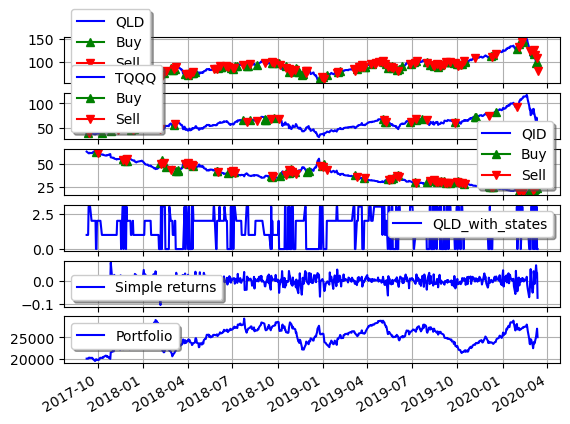 QLD
Buy
Sell
150
100
TQQQ
Buy
Sell
100
50
QID
Buy
Sell
50
25
QLD_with_states
2.5
0.0
Simple returns
0.0
−0.1
Portfolio
25000
20000
2017-10
2018-01
2018-04
2018-07
2018-10
2019-01
2019-04
2019-07
2019-10
2020-01
2020-04